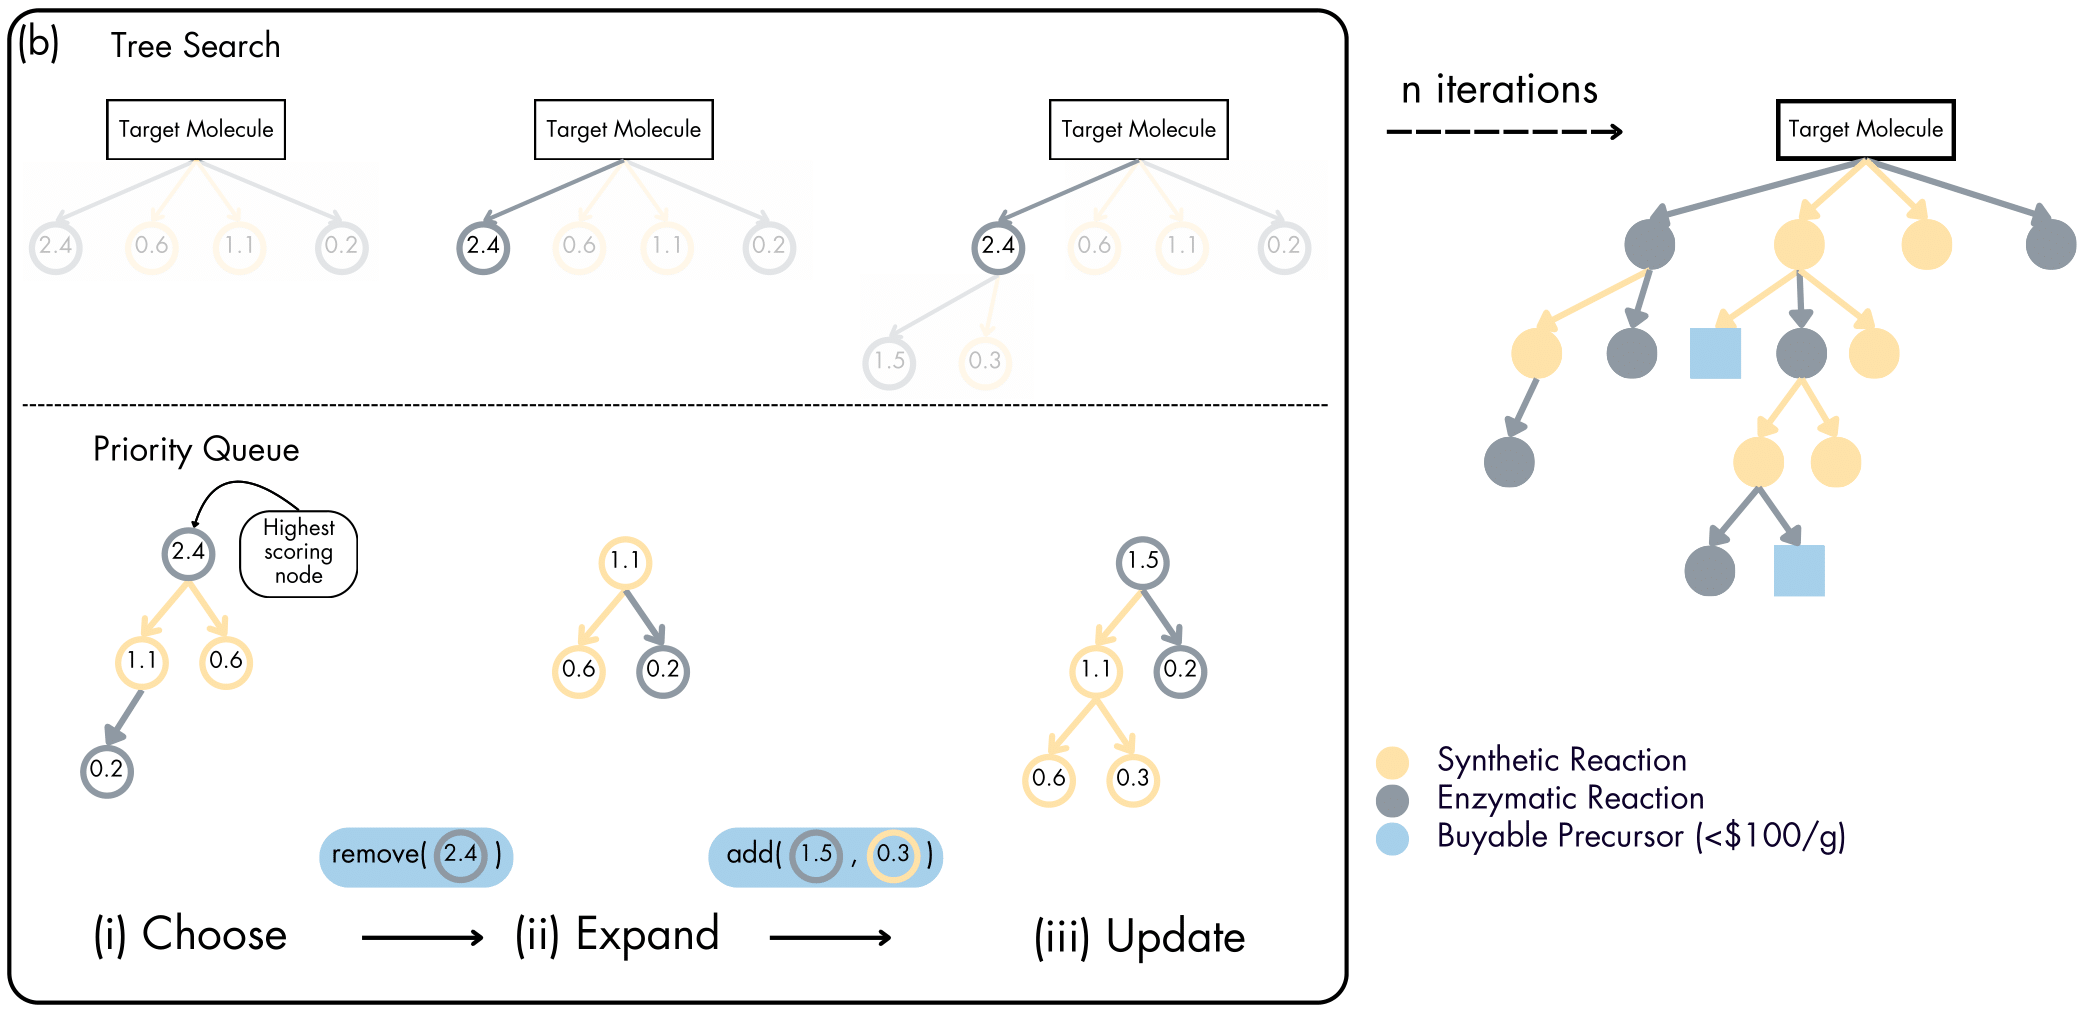 (b) Tree Search
Target Molecule
2.4 0.6 1.1 0.2
Target Molecule
2.4 0.6 1.1 0.2
Target Molecule
2.4 0.6 1.1 0.2
1.5 0.3
Priority Queue
Highest
scoring
node
2.4
1.1 0.6
0.2
1.1
0.6 0.2
1.5
1.1 0.2
0.6 0.3
remove( 2.4 )
add( 1.5 , 0.3 )
(i) Choose
(ii) Expand
(iii) Update
n iterations
Target Molecule
Synthetic Reaction
Enzymatic Reaction
Buyable Precursor (<$100/g)